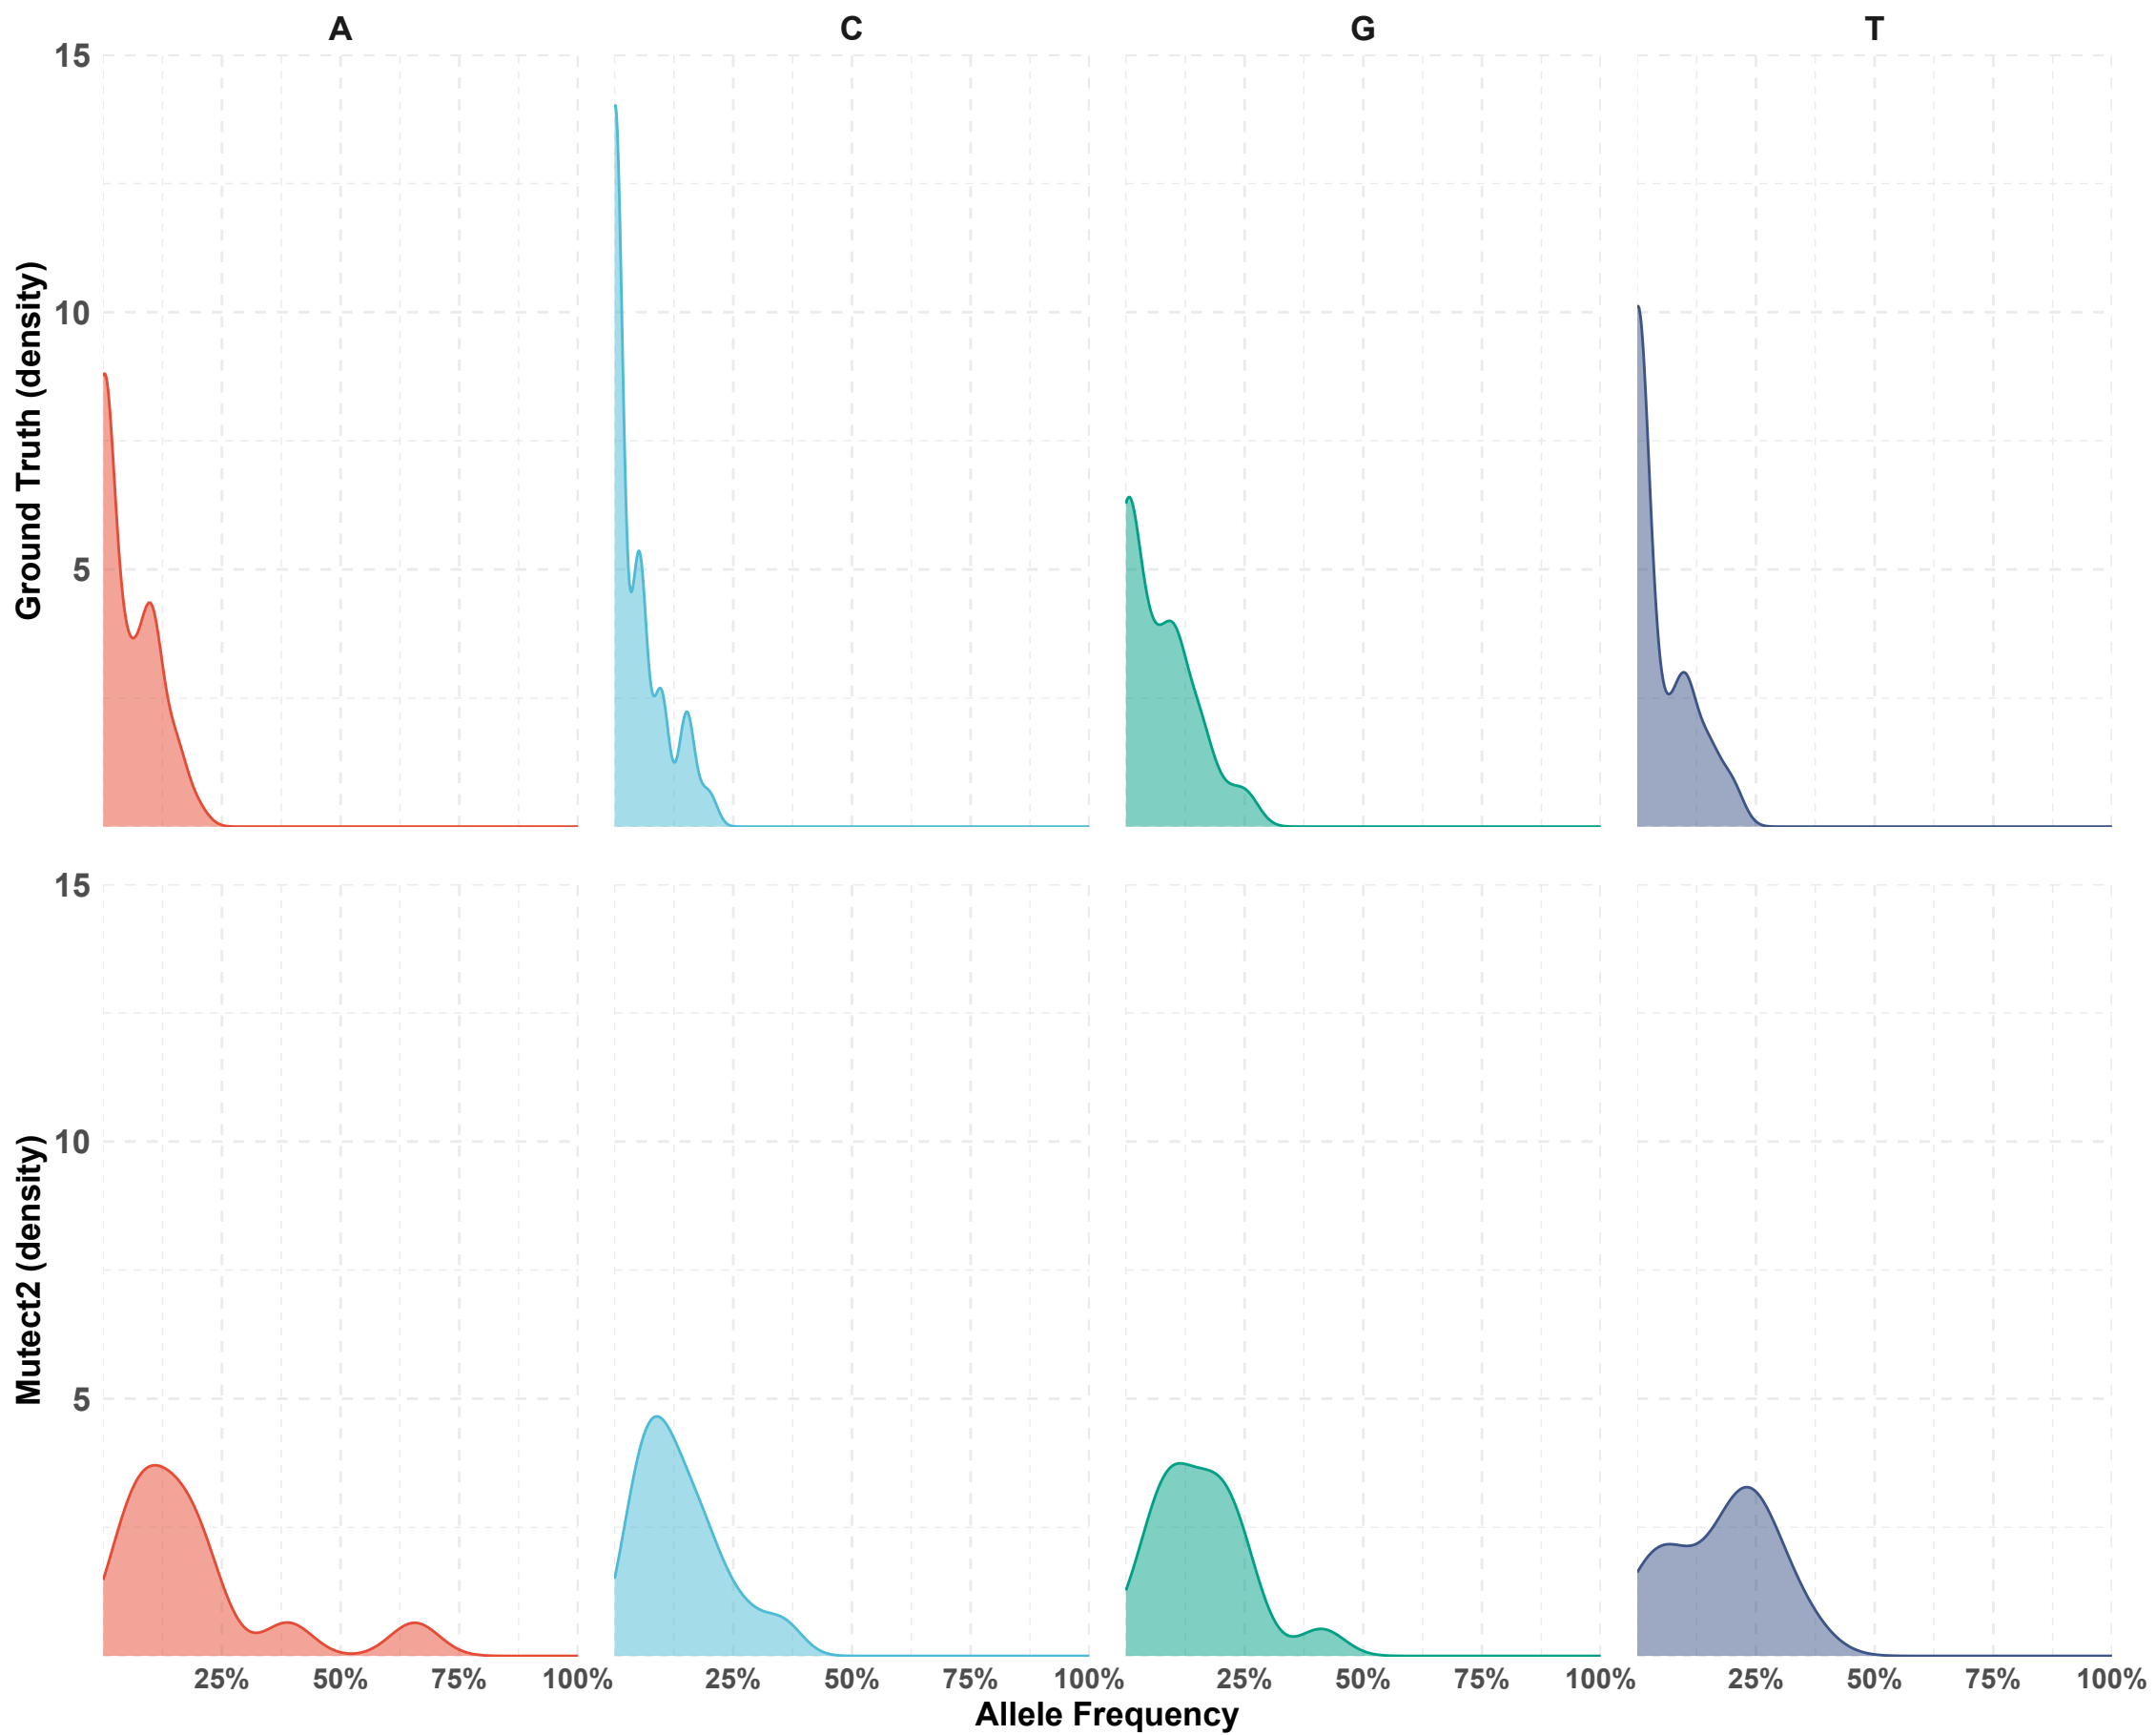 A C G T
15
10
5
Ground Truth (density)
15
10
5
Mutect2 (density)
25% 50% 75% 100% 25% 50% 75% 100% 25% 50% 75% 100% 25% 50% 75% 100%
Allele Frequency